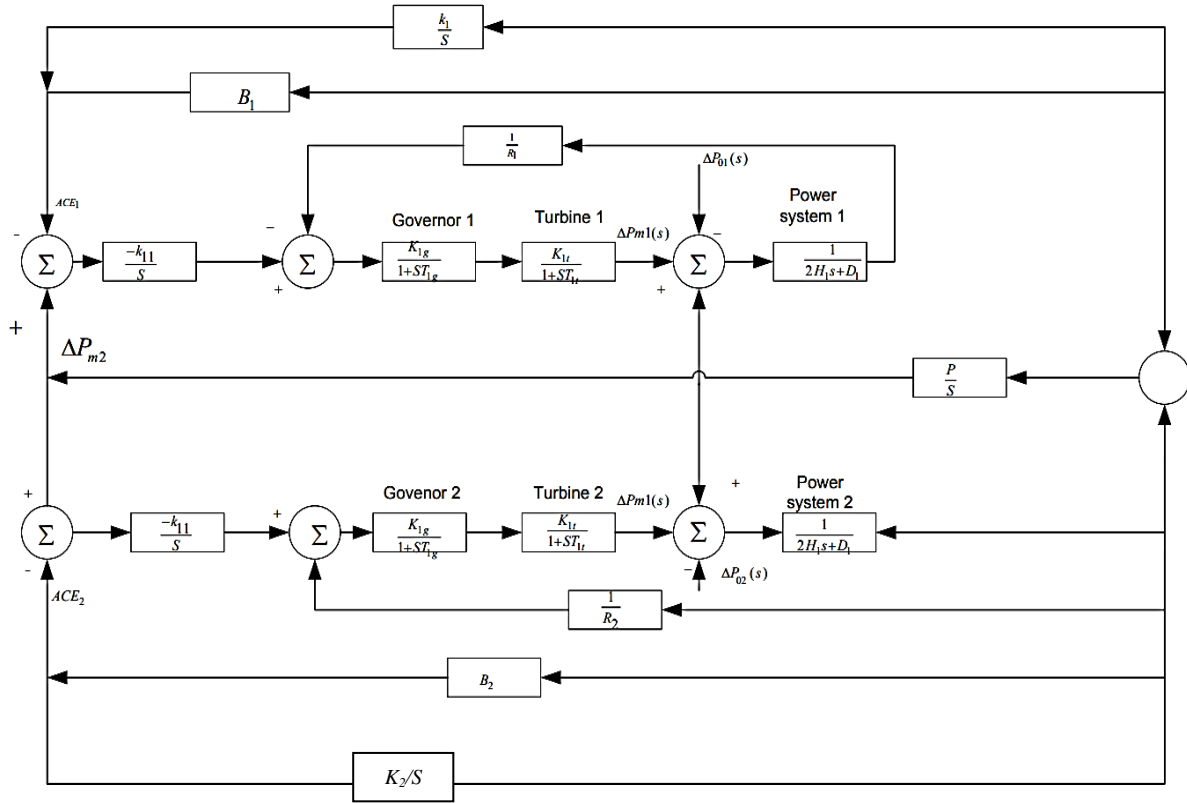 k1
S
B1
1
R1
ΔP01(s)
Power
system 1
Governor 1
Turbine 1
ΔPm1(s)
ACE1
-
-
-
Σ
-k11
S
Σ
K1g
1+ST1g
K1t
1+ST1t
Σ
1
2H1s+D1
+
+
+
ΔPm2
P
S
Power
system 2
Govenor 2
Turbine 2
ΔPm1(s)
+
+
+
Σ
-k11
S
Σ
K1g
1+ST1g
K1t
1+ST1t
Σ
1
2H1s+D1
-
-
ΔP02(s)
ACE2
1
R2
B2
K2/S